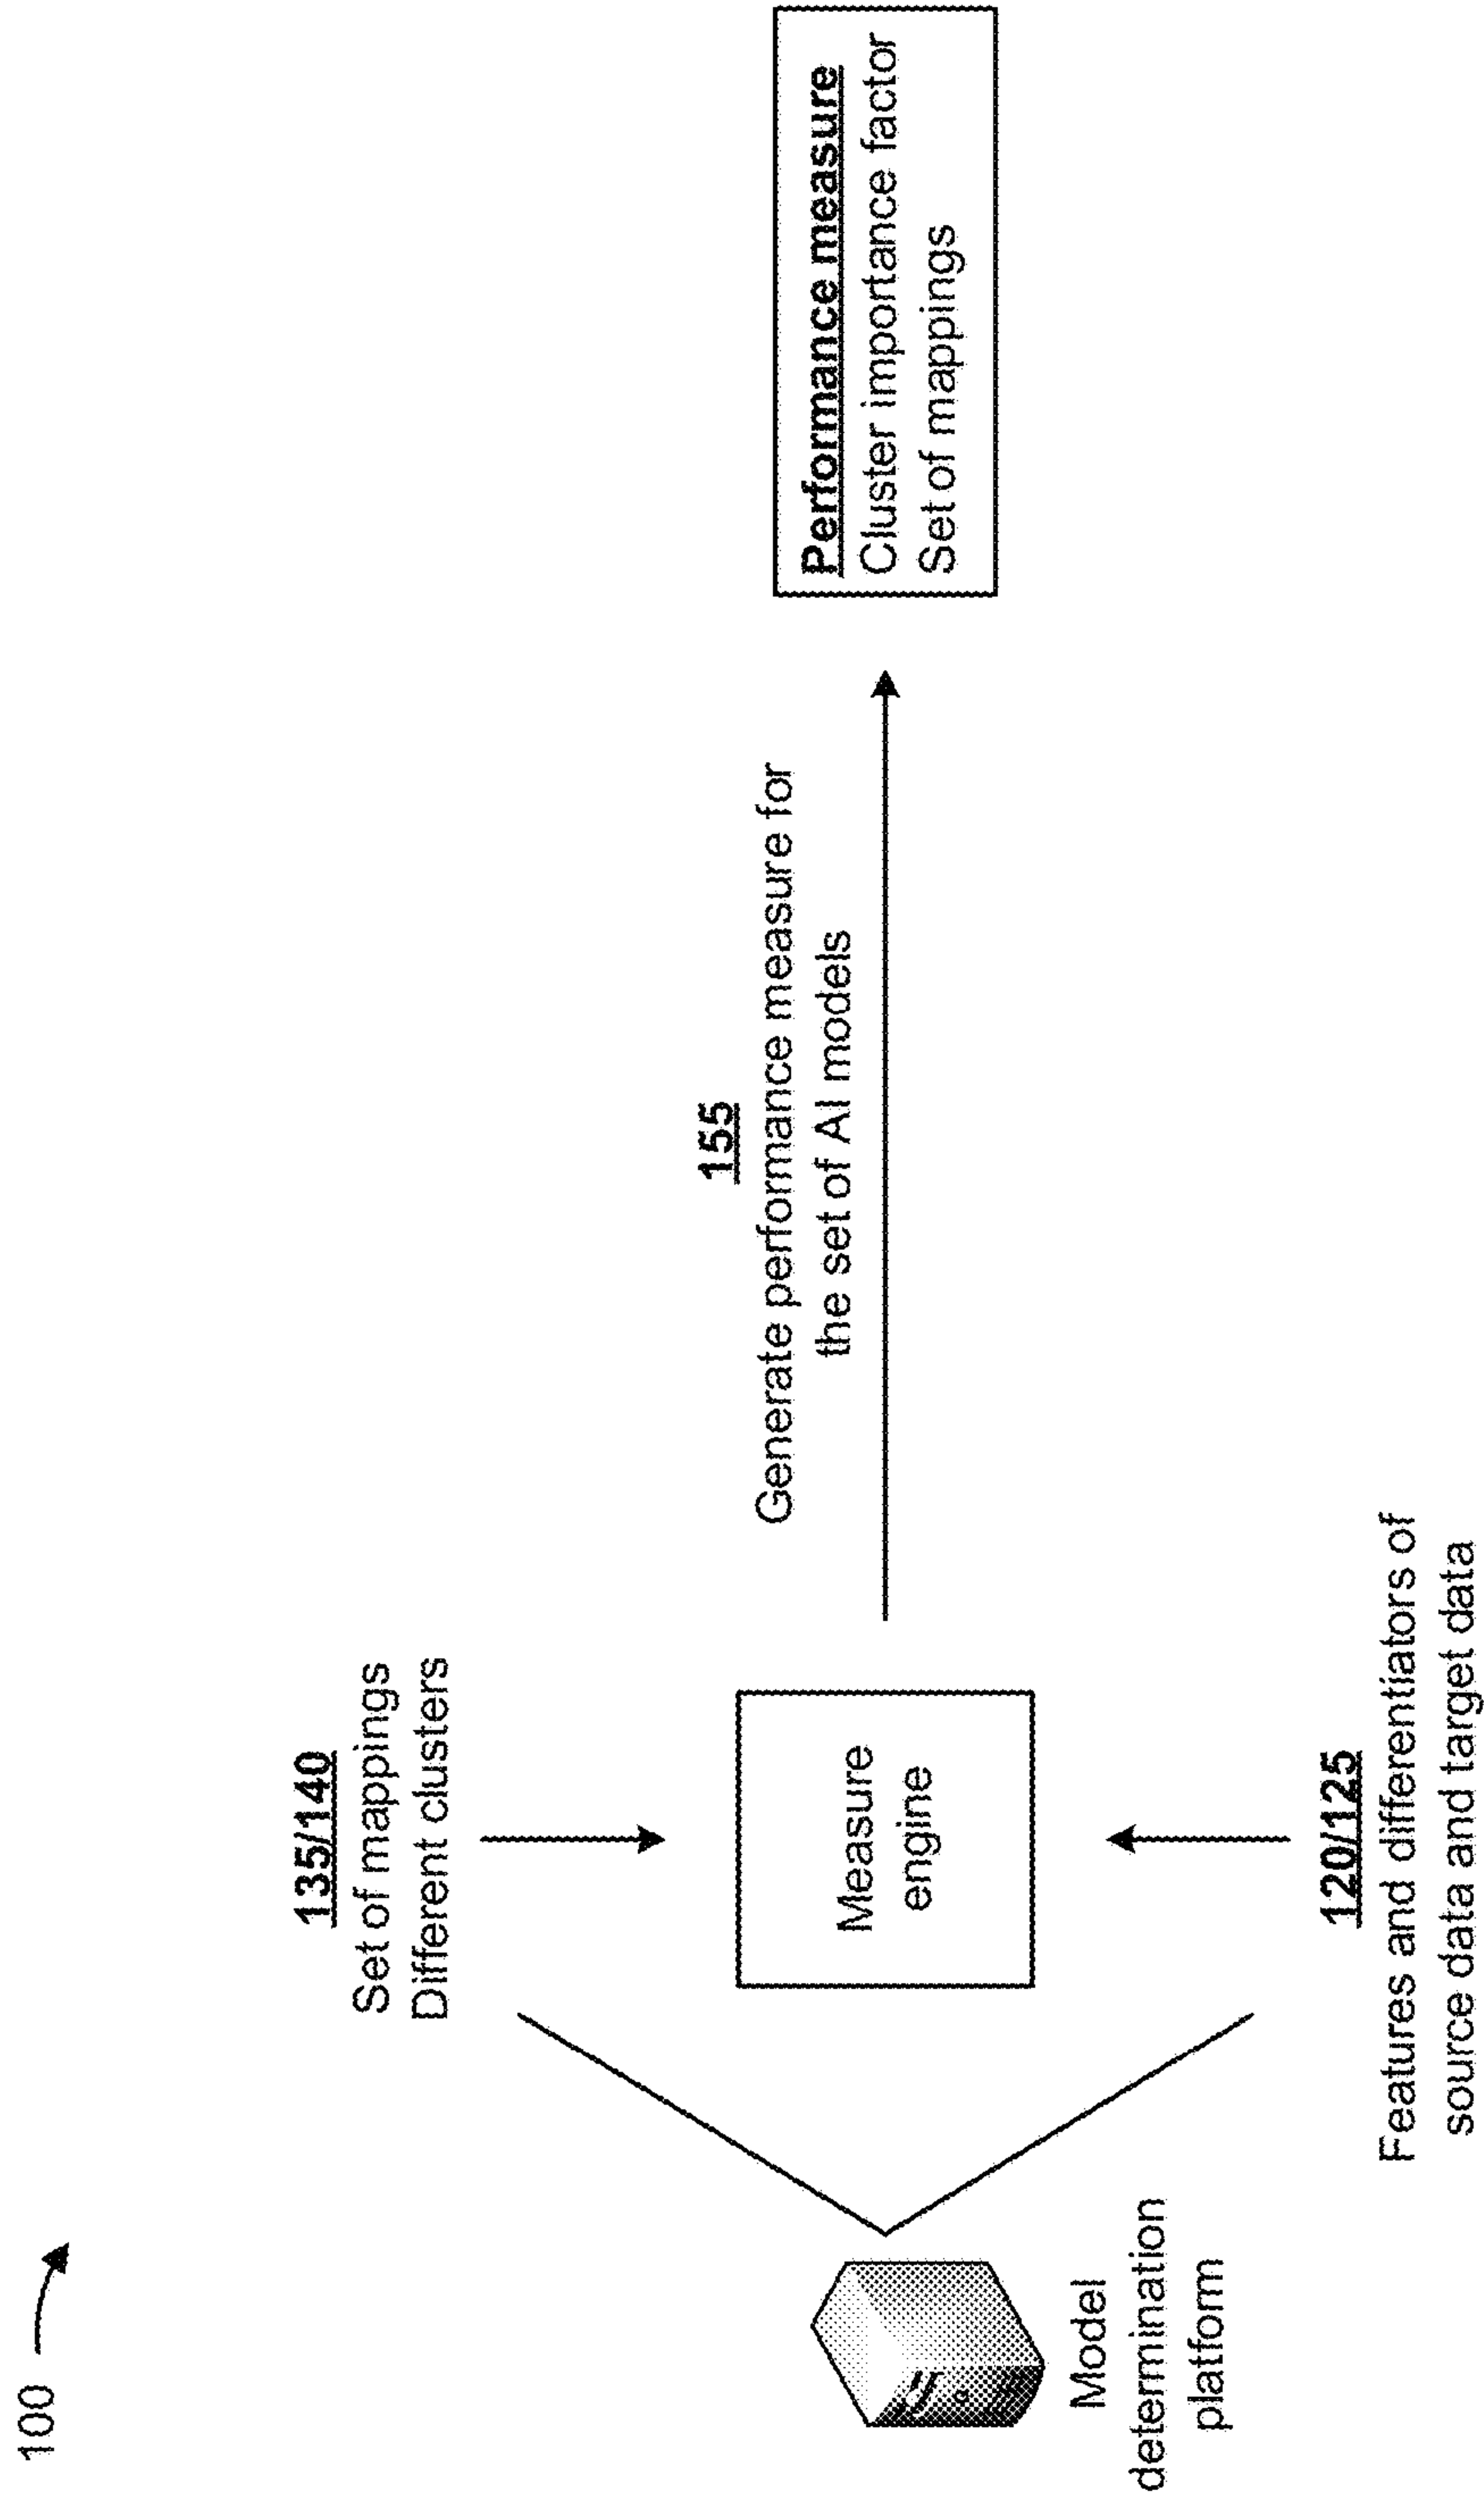 100
135/140
Set of mappings
Different clusters
Measure
engine
155
Generate performance measure for
the set of AI models
Performance measure
Cluster importance factor
Set of mappings
Model
determination
platform
120/125
Features and differentiators of
source data and target data